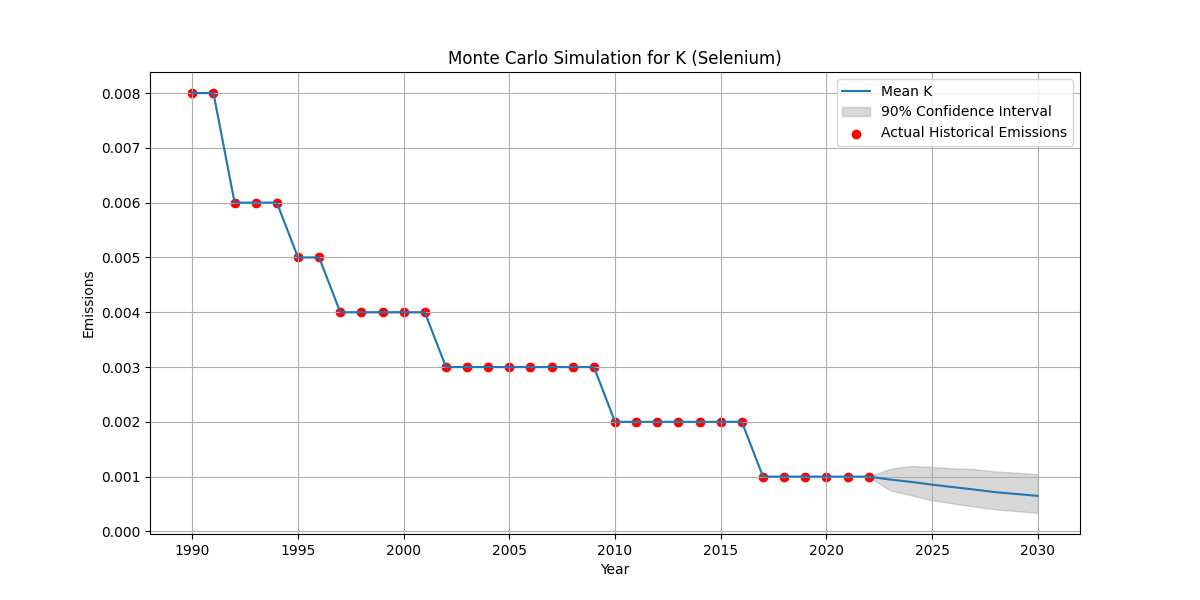 Monte Carlo Simulation for K (Selenium)
Mean K
90% Confidence Interval
Actual Historical Emissions
0.008
0.007
0.006
0.005
0.004
0.003
0.002
0.001
0.000
Emissions
1990 1995 2000 2005 2010 2015 2020 2025 2030
Year